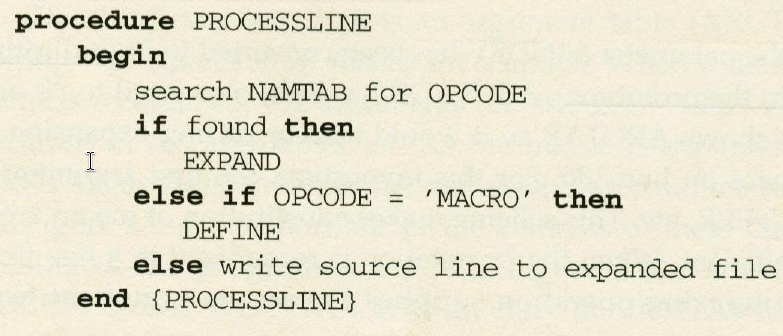 procedure PROCESSLINE
begin
search NAMTAB for OPCODE
if found then
EXPAND
else if OPCODE = 'MACRO' then
DEFINE
else write source line to expanded file
end {PROCESSLINE}